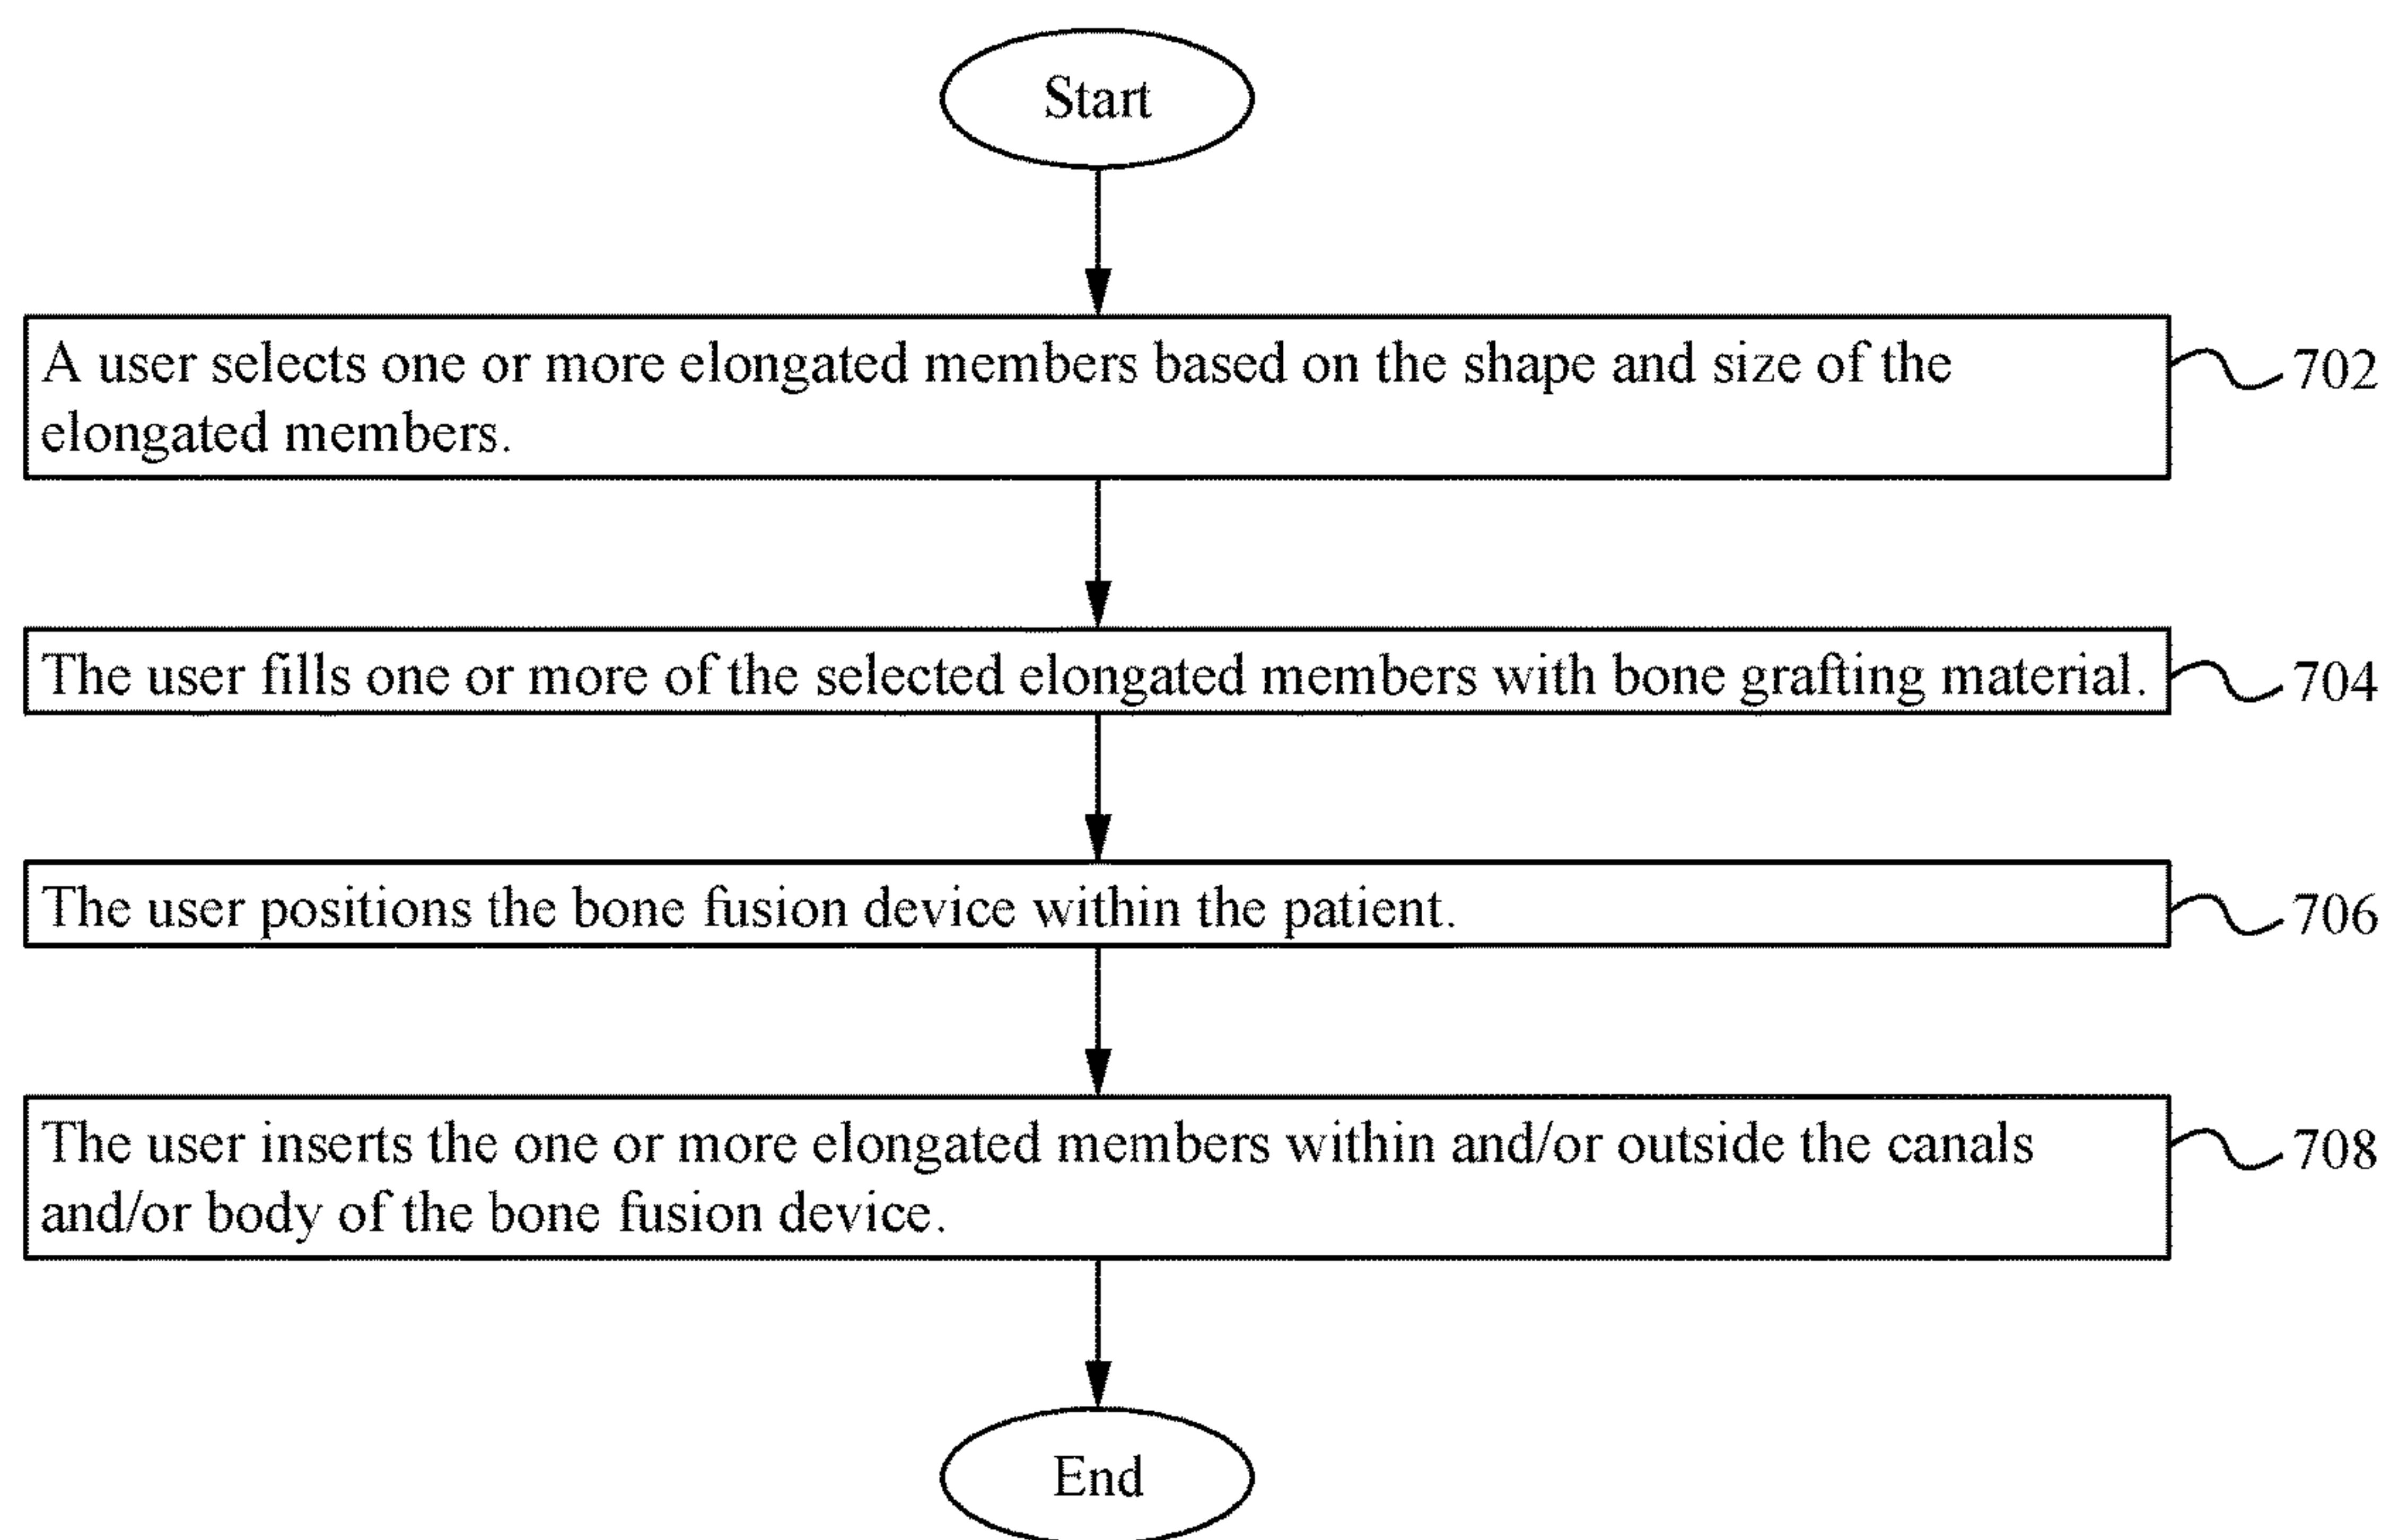 Start
A user selects one or more elongated members based on the shape and size of the
elongated members.
702
The user fills one or more of the selected elongated members with bone grafting material.
704
The user positions the bone fusion device within the patient.
706
The user inserts the one or more elongated members within and/or outside the canals
and/or body of the bone fusion device.
708
End